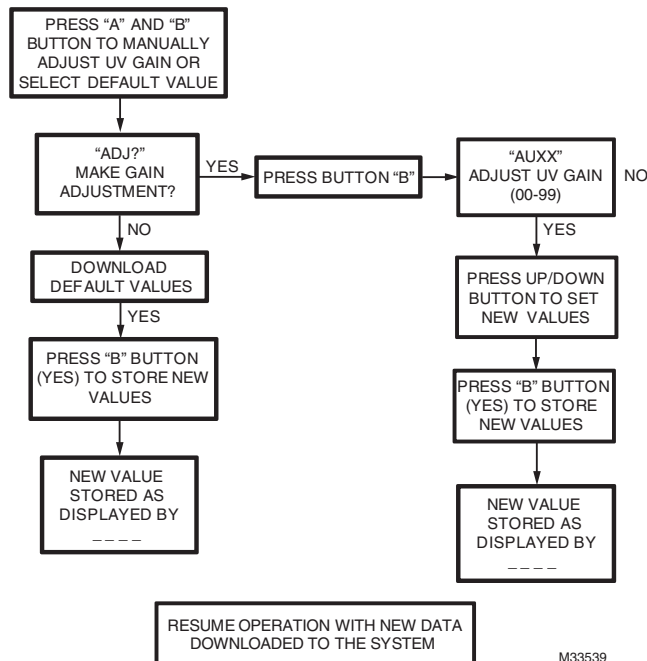 PRESS “A” AND “B”
BUTTON TO MANUALLY
ADJUST UV GAIN OR
SELECT DEFAULT VALUE
“ADJ?”
MAKE GAIN
ADJUSTMENT?
YES
PRESS BUTTON “B”
“AUXX”
ADJUST UV GAIN
(00-99)
NO
NO
YES
DOWNLOAD
DEFAULT VALUES
YES
PRESS “B” BUTTON
(YES) TO STORE NEW
VALUES
NEW VALUE
STORED AS
DISPLAYED BY
_ _ _ _
PRESS UP/DOWN
BUTTON TO SET
NEW VALUES
PRESS “B” BUTTON
(YES) TO STORE
NEW VALUES
NEW VALUE
STORED AS
DISPLAYED BY
_ _ _ _
RESUME OPERATION WITH NEW DATA
DOWNLOADED TO THE SYSTEM
M33539